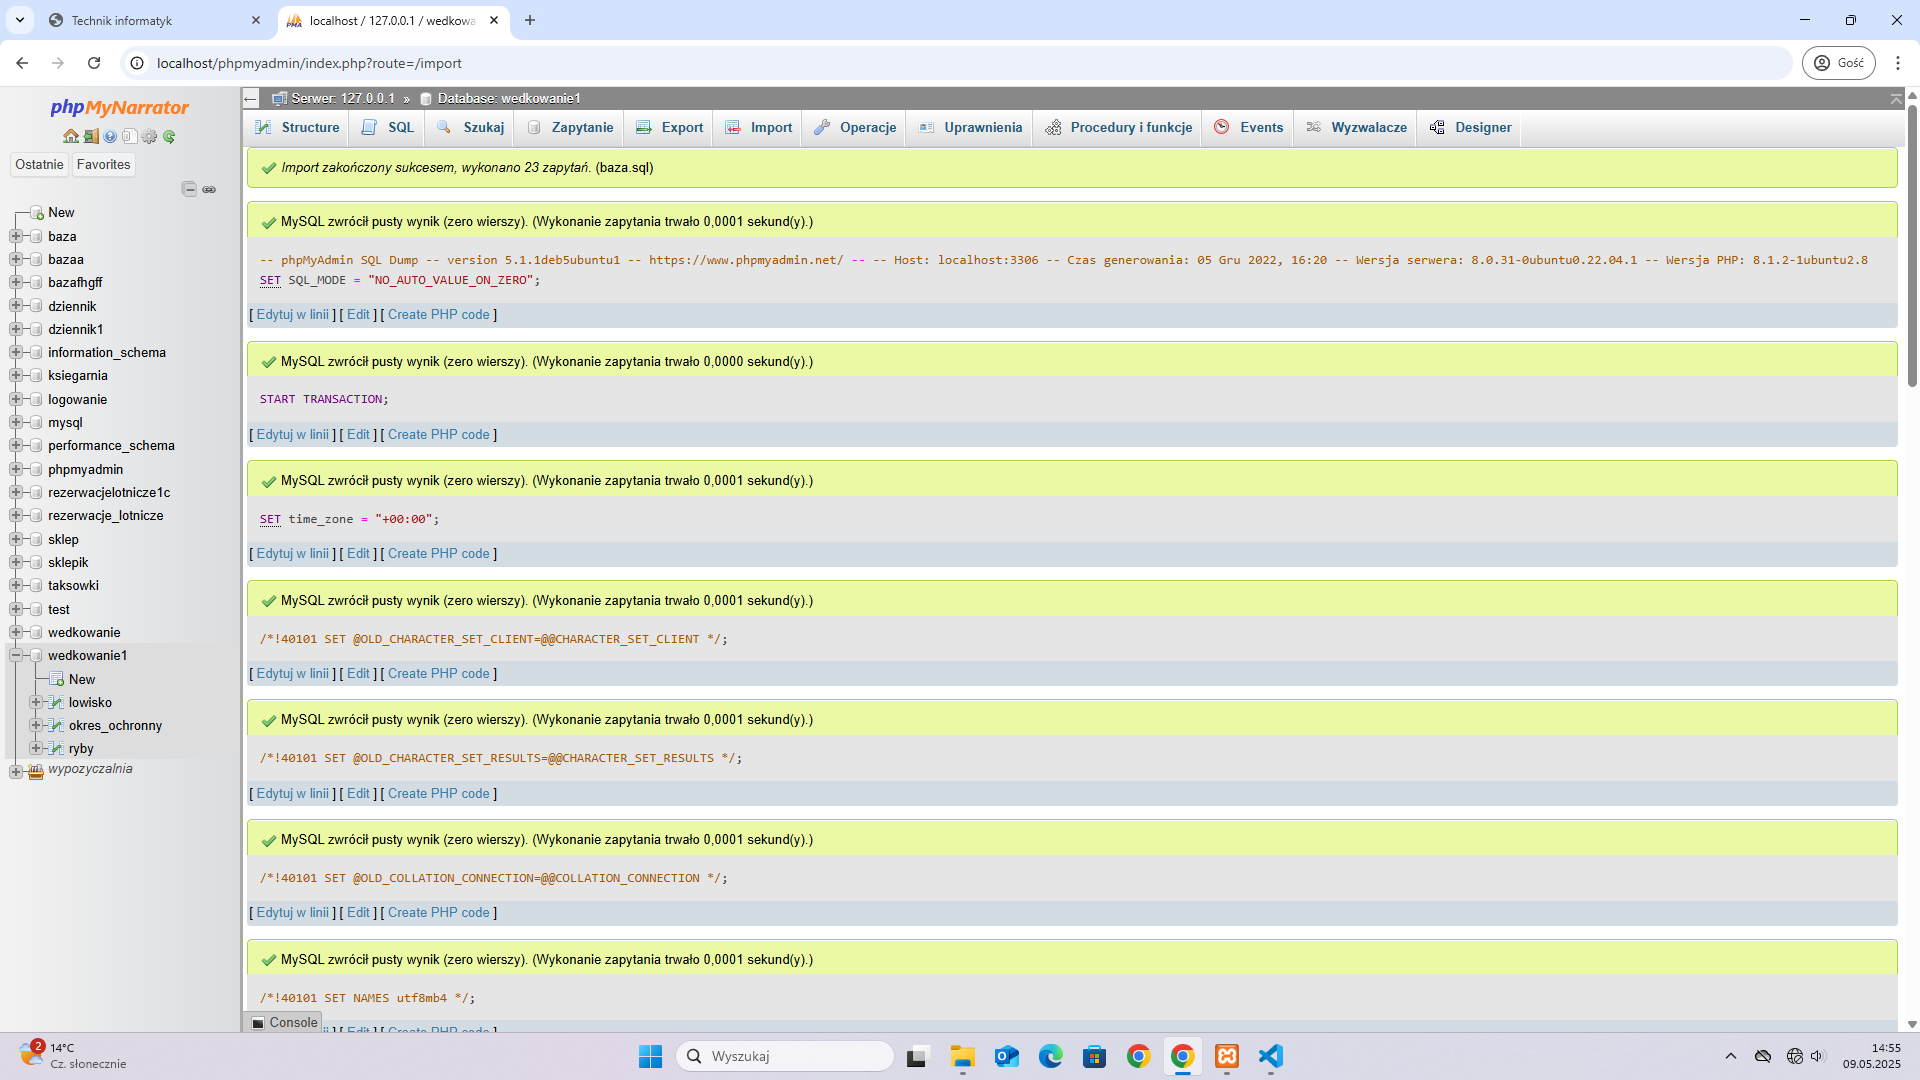 Technik informatyk
localhost / 127.0.0.1 / wedkowa
localhost/phpmyadmin/index.php?route=/import
Gość
phpMyNarrator
Ostatnie
Favorites
New
baza
bazaa
bazafhgff
dziennik
dziennik1
information_schema
ksiegarnia
logowanie
mysql
performance_schema
phpmyadmin
rezerwacjelotnicze1c
rezerwacje_lotnicze
sklep
sklepik
taksowki
test
wedkowanie
wedkowanie1
New
lowisko
okres_ochronny
ryby
wypozyczalnia
Serwer: 127.0.0.1 » Database: wedkowanie1
Structure SQL Szukaj Zapytanie Export Import Operacje Uprawnienia Procedury i funkcje Events Wyzwalacze Designer
Import zakończony sukcesem, wykonano 23 zapytań. (baza.sql)
MySQL zwrócił pusty wynik (zero wierszy). (Wykonanie zapytania trwało 0,0001 sekund(y).)
-- phpMyAdmin SQL Dump -- version 5.1.1deb5ubuntu1 -- https://www.phpmyadmin.net/ -- -- Host: localhost:3306 -- Czas generowania: 05 Gru 2022, 16:20 -- Wersja serwera: 8.0.31-0ubuntu0.22.04.1 -- Wersja PHP: 8.1.2-1ubuntu2.8
SET SQL_MODE = "NO_AUTO_VALUE_ON_ZERO";
[ Edytuj w linii ] [ Edit ] [ Create PHP code ]
MySQL zwrócił pusty wynik (zero wierszy). (Wykonanie zapytania trwało 0,0000 sekund(y).)
START TRANSACTION;
[ Edytuj w linii ] [ Edit ] [ Create PHP code ]
MySQL zwrócił pusty wynik (zero wierszy). (Wykonanie zapytania trwało 0,0001 sekund(y).)
SET time_zone = "+00:00";
[ Edytuj w linii ] [ Edit ] [ Create PHP code ]
MySQL zwrócił pusty wynik (zero wierszy). (Wykonanie zapytania trwało 0,0001 sekund(y).)
/*!40101 SET @OLD_CHARACTER_SET_CLIENT=@@CHARACTER_SET_CLIENT */;
[ Edytuj w linii ] [ Edit ] [ Create PHP code ]
MySQL zwrócił pusty wynik (zero wierszy). (Wykonanie zapytania trwało 0,0001 sekund(y).)
/*!40101 SET @OLD_CHARACTER_SET_RESULTS=@@CHARACTER_SET_RESULTS */;
[ Edytuj w linii ] [ Edit ] [ Create PHP code ]
MySQL zwrócił pusty wynik (zero wierszy). (Wykonanie zapytania trwało 0,0001 sekund(y).)
/*!40101 SET @OLD_COLLATION_CONNECTION=@@COLLATION_CONNECTION */;
[ Edytuj w linii ] [ Edit ] [ Create PHP code ]
MySQL zwrócił pusty wynik (zero wierszy). (Wykonanie zapytania trwało 0,0001 sekund(y).)
/*!40101 SET NAMES utf8mb4 */;
Console ] [ Edit ] [ Create PHP code ]
2
14°C
Cz. słonecznie
Wyszukaj
14:55
09.05.2025